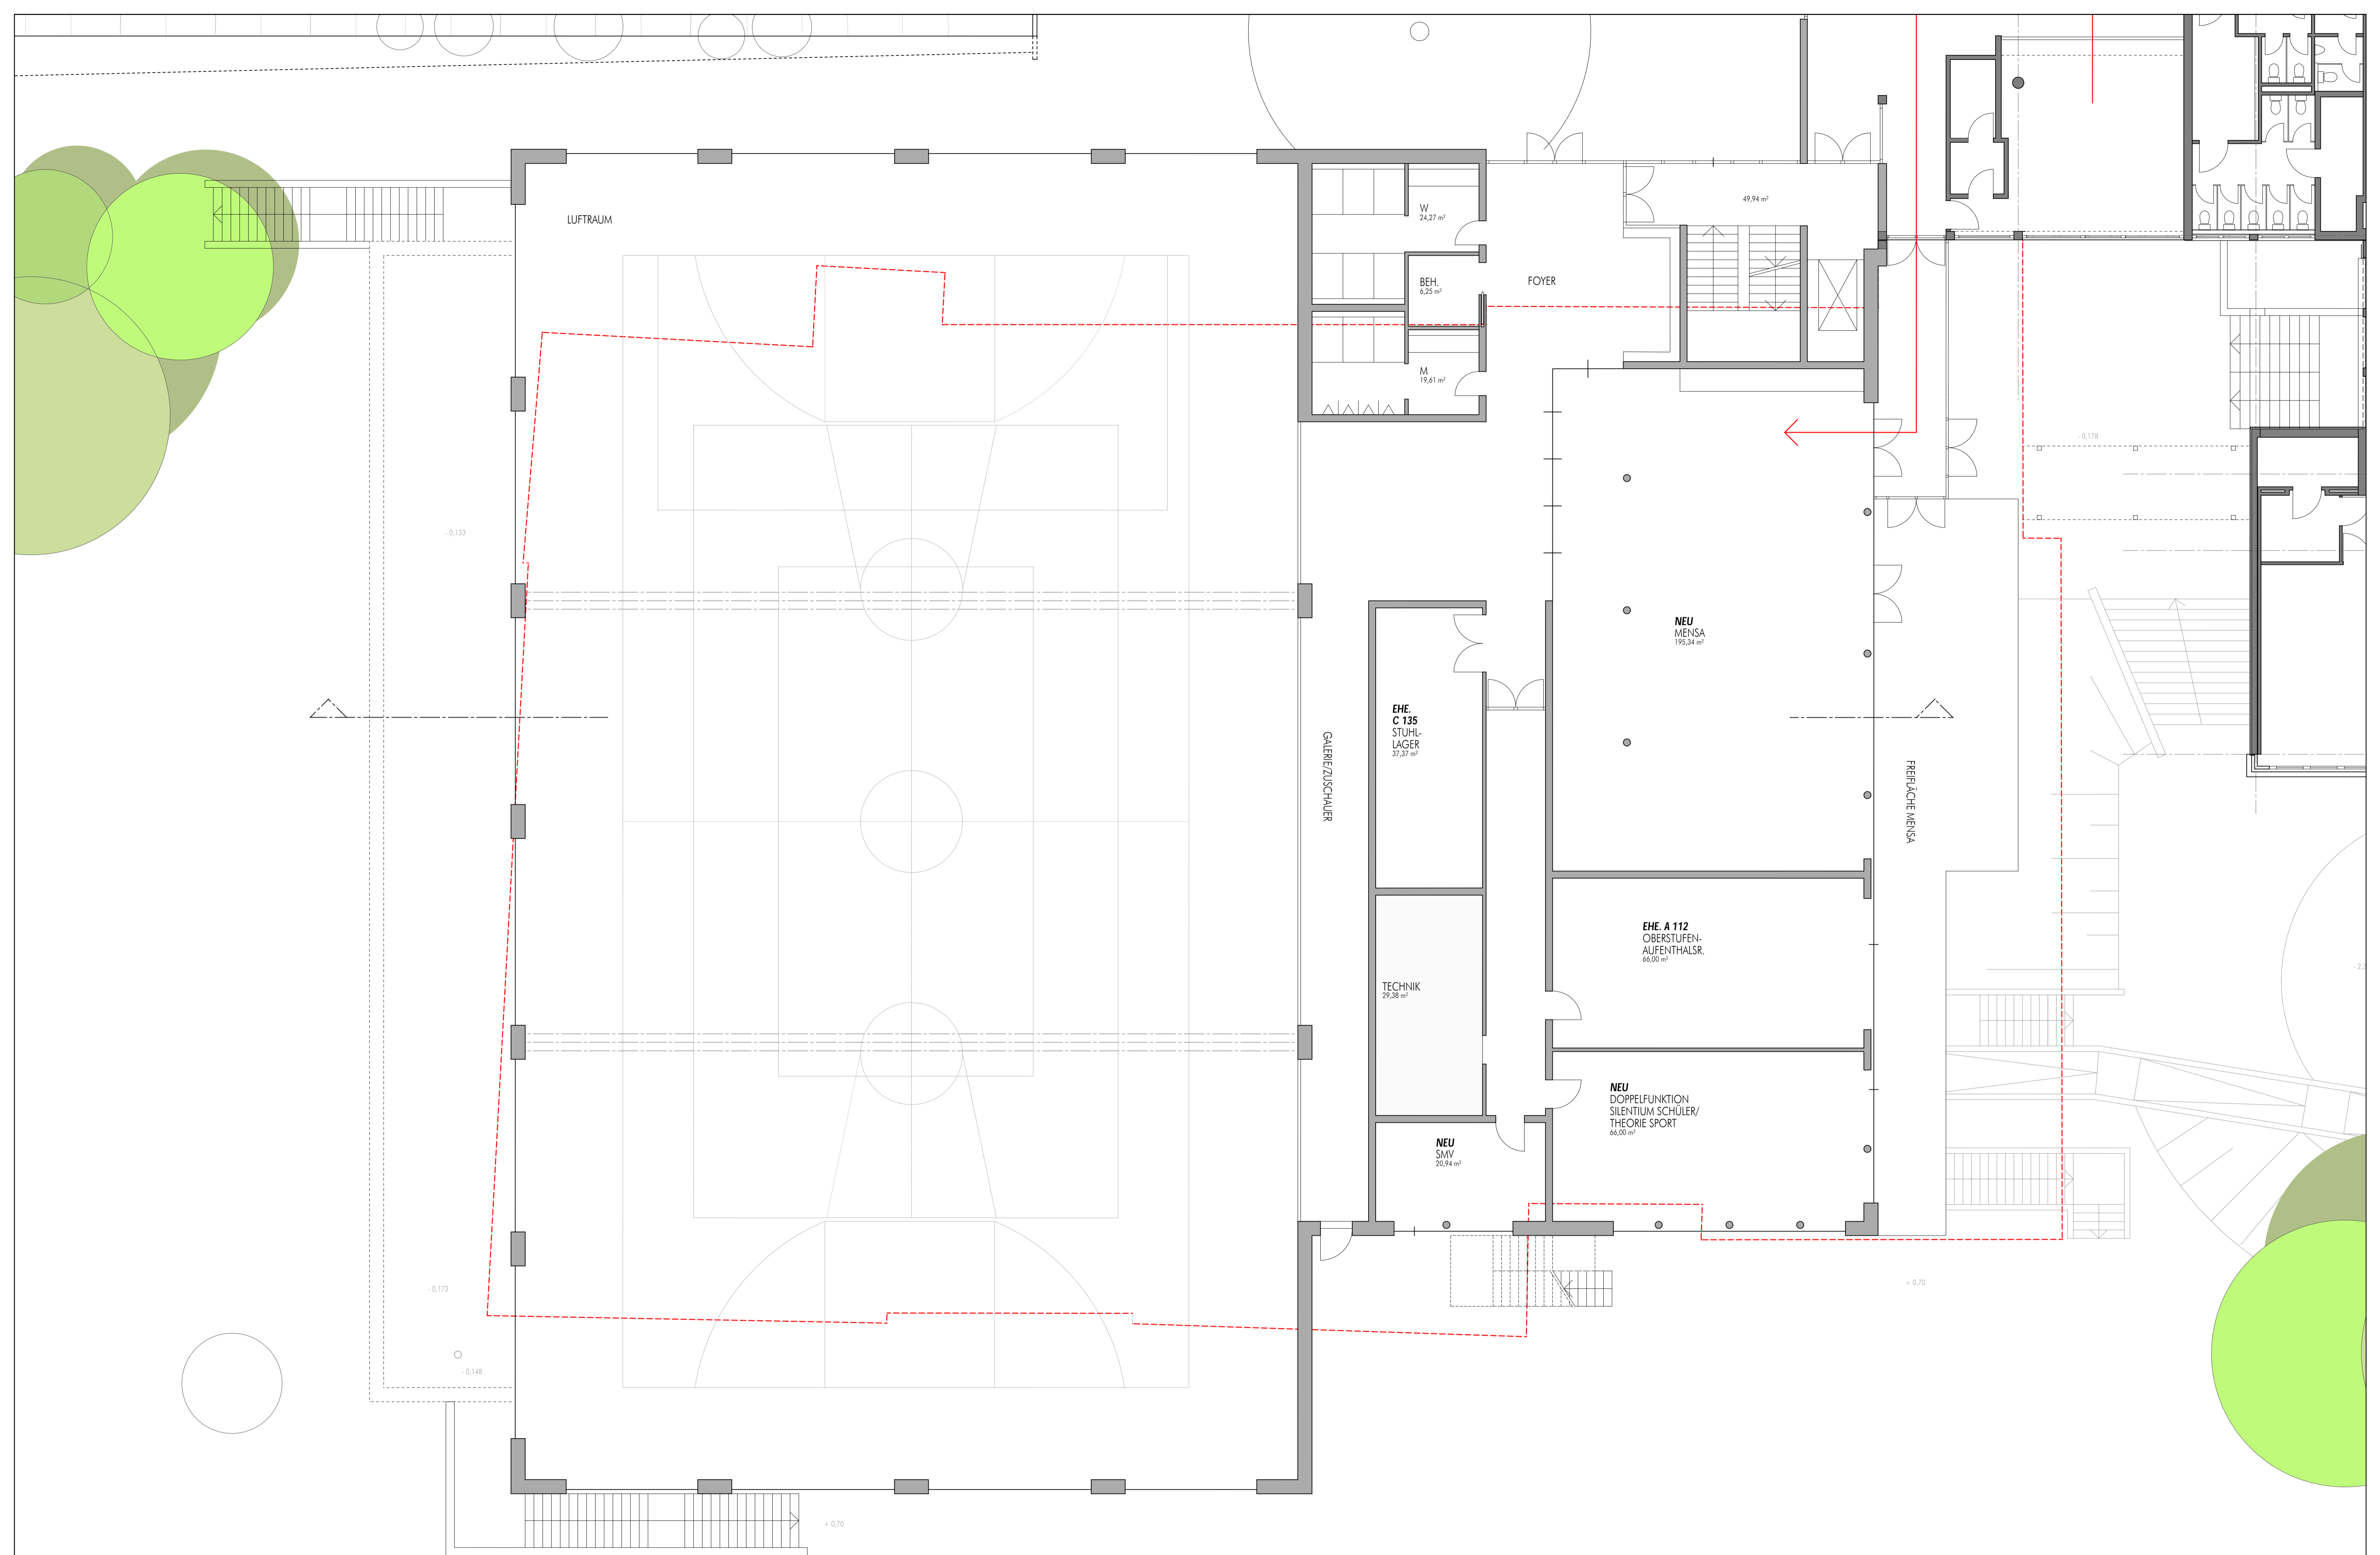 LUFTRAUM
W
24,27 m²
BEH.
6,25 m²
M
19,61 m²
FOYER
49,94 m²
- 0,178
- 0,133
NEU
MENSA
195,34 m²
EHE.
C 135
STUHL-
LAGER
37,37 m²
GALERIE/ZUSCHAUER
FREIFLÄCHE MENSA
EHE. A 112
OBERSTUFEN-
AUFENTHALSR.
66,00 m²
TECHNIK
29,38 m²
NEU
DOPPELFUNKTION
SILENTIUM SCHÜLER/
THEORIE SPORT
66,00 m²
NEU
SMV
20,94 m²
- 0,173
+ 0,70
- 0,148
+ 0,70